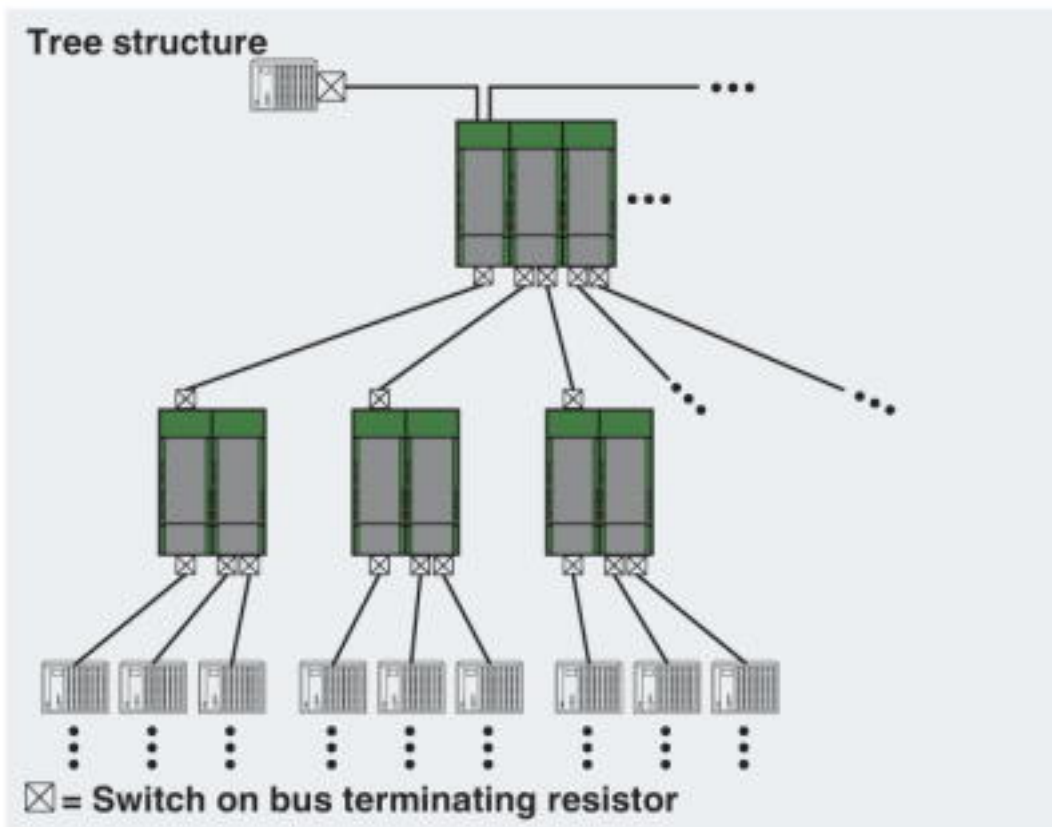 Tree structure
= Switch on bus terminating resistor